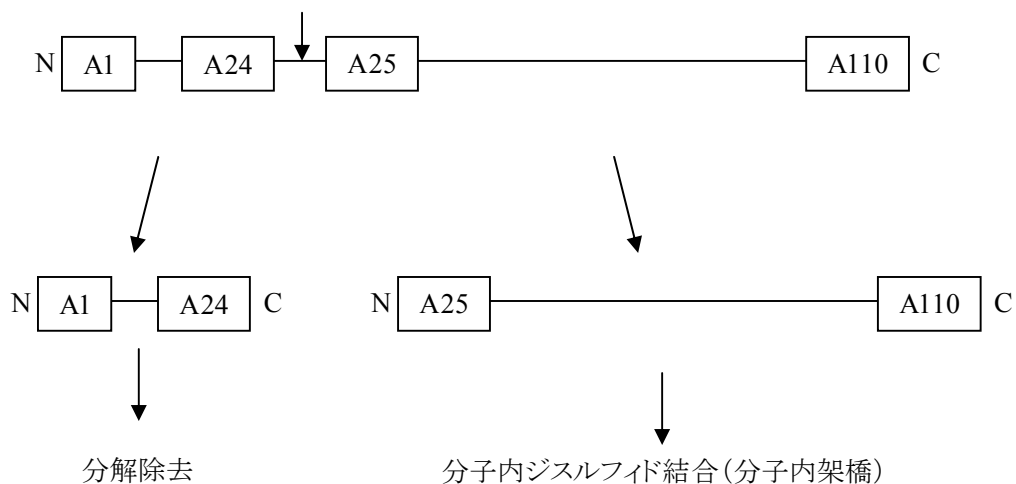 N A1 A24 A25 A110 C
N A1 A24 C N A25 A110 C
分解除去 分子内ジスルフィド結合(分子内架橋)